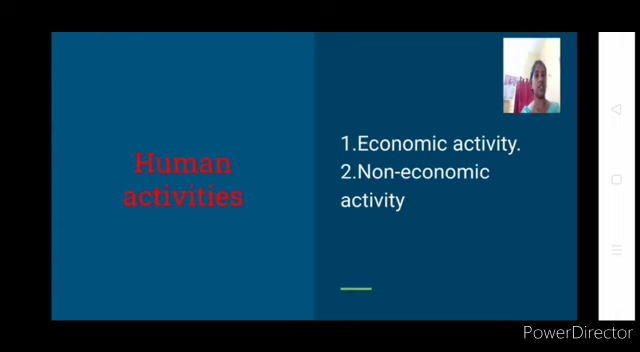 Human
activities
1.Economic activity.
2.Non-economic
activity
PowerDirector